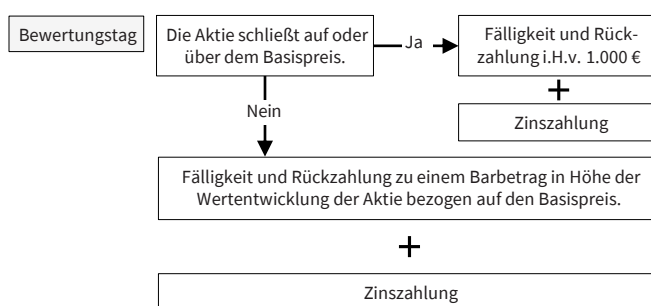 Bewertungstag
Die Aktie schließt auf oder
über dem Basispreis.
Ja
Fälligkeit und Rück-
zahlung i.H.v. 1.000 €
+
Zinszahlung
Nein
Fälligkeit und Rückzahlung zu einem Barbetrag in Höhe der
Wertentwicklung der Aktie bezogen auf den Basispreis.
+
Zinszahlung